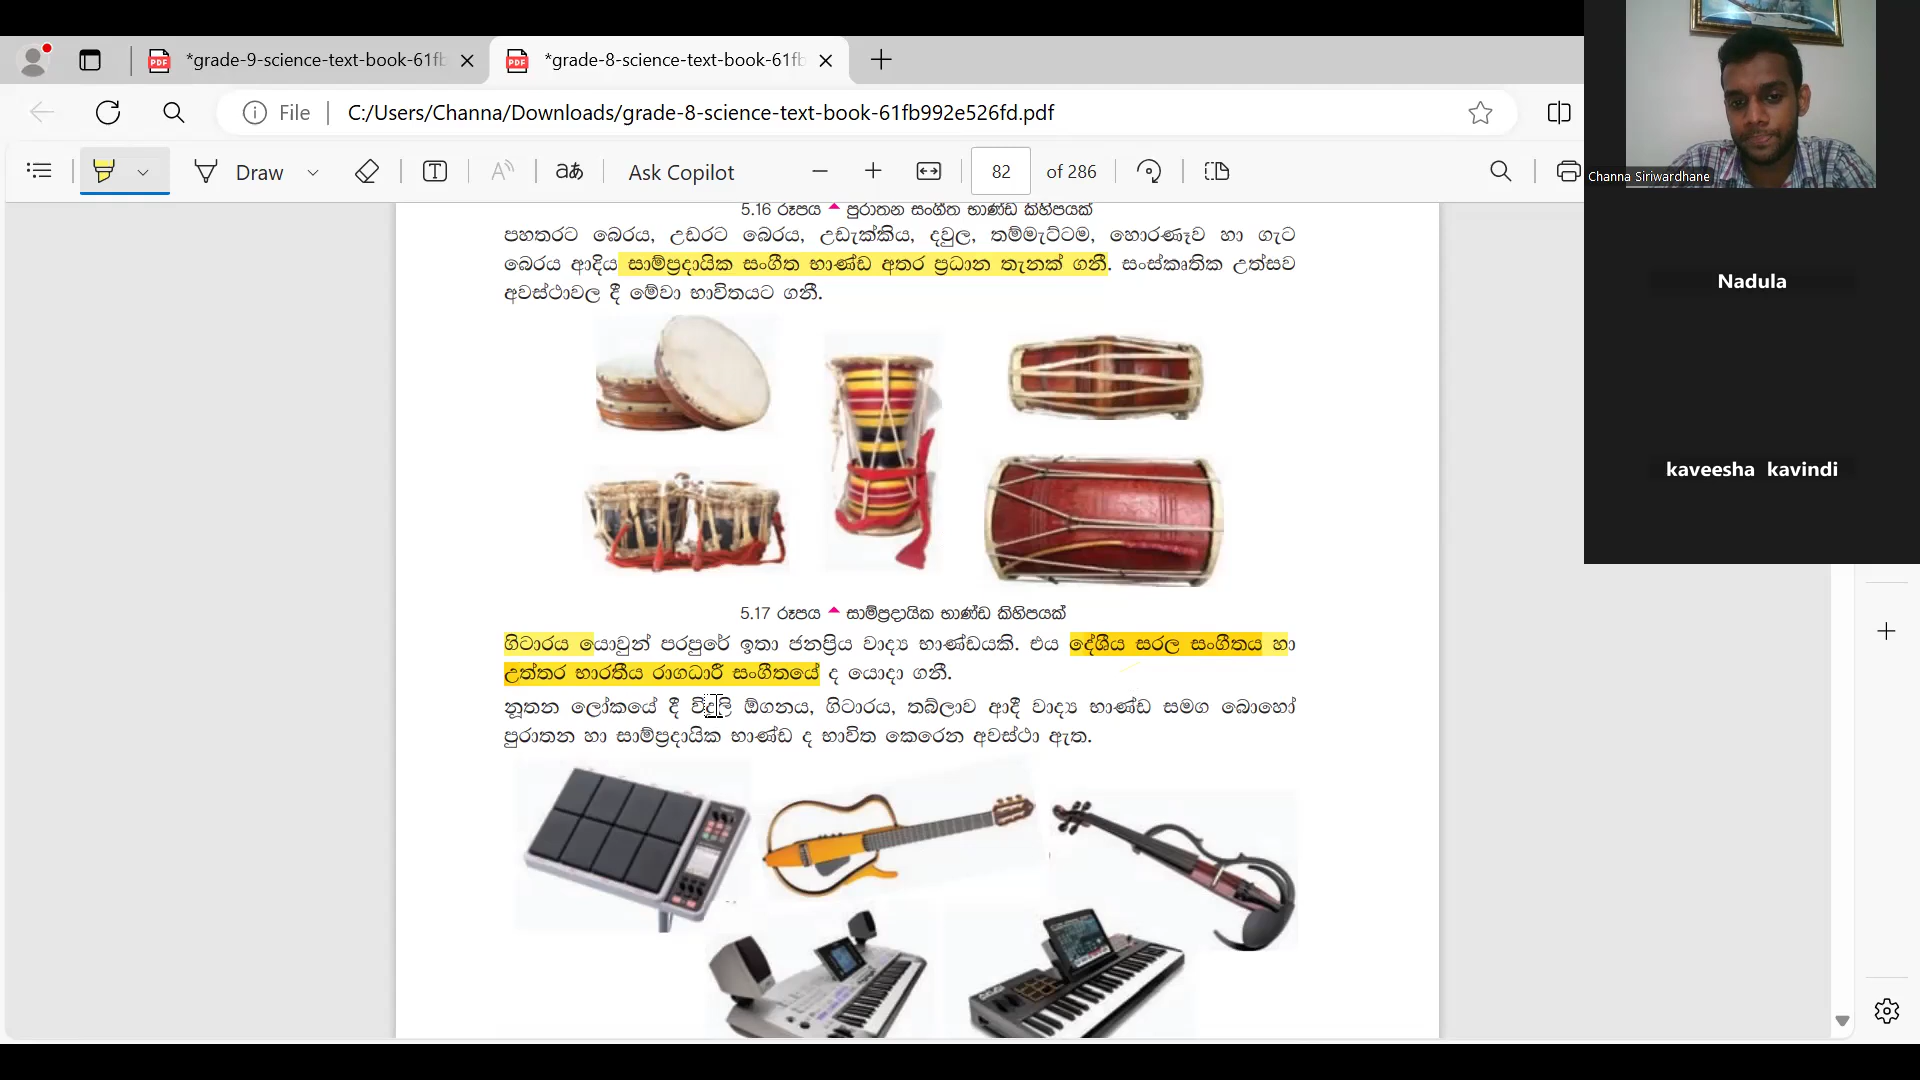 *grade-9-science-text-book-61fb
*grade-8-science-text-book-61fb
File
C:/Users/Channa/Downloads/grade-8-science-text-book-61fb992e526fd.pdf
Draw
Ask Copilot
82 of 286
Channa Siriwardhane
Nadula
kaveesha kavindi
5.16 රූපය පුරාතන සංගීත භාණ්ඩ කිහිපයක්
පහතරට බෙරය, උඩරට බෙරය, උඩැක්කිය, දවුල, තම්මැට්ටම, හොරණෑව හා ගැට
බෙරය ආදිය සාම්ප්‍රදායික සංගීත භාණ්ඩ අතර ප්‍රධාන තැනක් ගනී. සංස්කෘතික උත්සව
අවස්ථාවල දී මේවා භාවිතයට ගනී.
5.17 රූපය සාම්ප්‍රදායික භාණ්ඩ කිහිපයක්
ගිටාරය යොවුන් පරපුරේ ඉතා ජනප්‍රිය වාද්‍ය භාණ්ඩයකි. එය දේශීය සරල සංගීතය හා
උත්තර භාරතීය රාගධාරී සංගීතයේ ද යොදා ගනී.
නූතන ලෝකයේ දී විදුලි ඕගනය, ගිටාරය, තබ්ලාව ආදී වාද්‍ය භාණ්ඩ සමග බොහෝ
පුරාතන හා සාම්ප්‍රදායික භාණ්ඩ ද භාවිත කෙරෙන අවස්ථා ඇත.